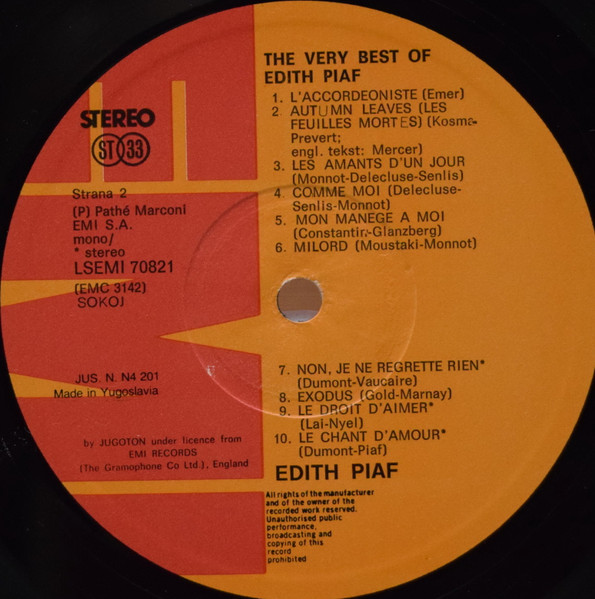 THE VERY BEST OF
EDITH PIAF
1. L'ACCORDEONISTE (Emer)
2. AUTUMN LEAVES (LES
FEUILLES MORTES) (Kosma-
Prevert;
engl. tekst: Mercer)
3. LES AMANTS D'UN JOUR
(Monnot-Delecluse-Senlis)
4. COMME MOI (Delecluse-
Senlis-Monnot)
5. MON MANEGE A MOI
(Constantin-Glanzberg)
6. MILORD (Moustaki-Monnot)
STEREO
ST 33
Strana 2
(P) Pathé Marconi
EMI S.A.
mono/
* stereo
LSEMI 70821
(EMC 3142)
SOKOJ
JUS. N. N4 201
Made in Yugoslavia
by JUGOTON under licence from
EMI RECORDS
(The Gramophone Co Ltd.), England
7. NON, JE NE REGRETTE RIEN*
(Dumont-Vaucaire)
8. EXODUS (Gold-Marnay)
9. LE DROIT D'AIMER*
(Lai-Nyel)
10. LE CHANT D'AMOUR*
(Dumont-Piaf)
EDITH PIAF
All rights of the manufacturer
and of the owner of the
recorded work reserved.
Unauthorised public
performance,
broadcasting and
copying of this
record
prohibited